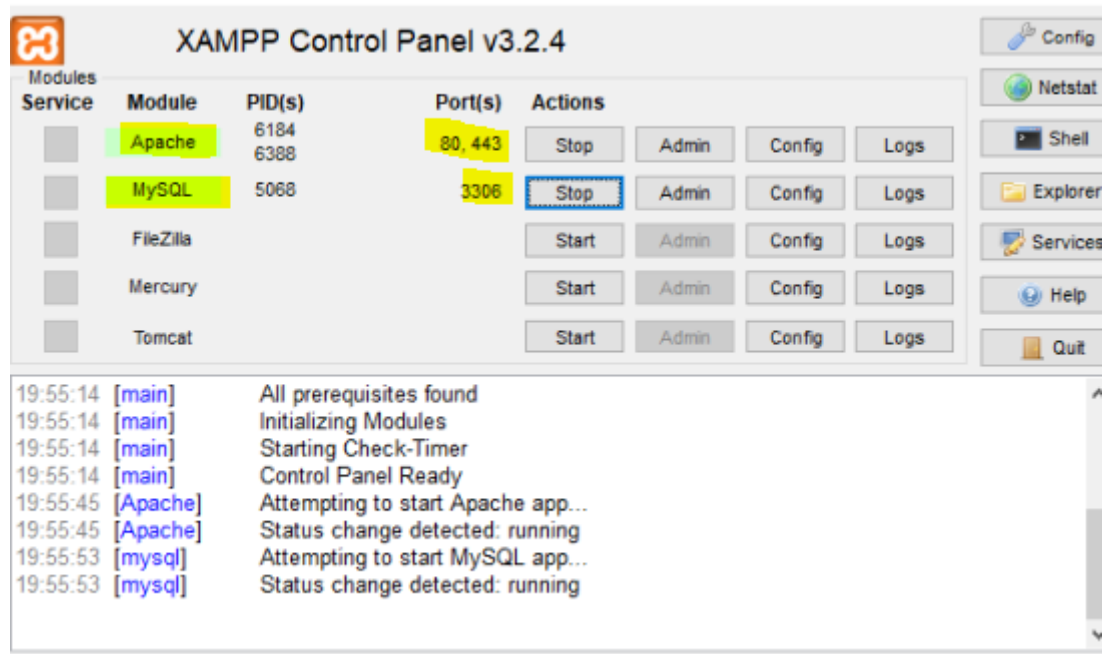 XAMPP Control Panel v3.2.4
Config
Modules
Service Module PID(s) Port(s) Actions
Netstat
Apache 6184 6388 80, 443 Stop Admin Config Logs
Shell
MySQL 5068 3306 Stop Admin Config Logs
Explorer
FileZilla Start Admin Config Logs
Services
Mercury Start Admin Config Logs
Help
Tomcat Start Admin Config Logs
Quit
19:55:14 [main] All prerequisites found
19:55:14 [main] Initializing Modules
19:55:14 [main] Starting Check-Timer
19:55:14 [main] Control Panel Ready
19:55:45 [Apache] Attempting to start Apache app...
19:55:45 [Apache] Status change detected: running
19:55:53 [mysql] Attempting to start MySQL app...
19:55:53 [mysql] Status change detected: running